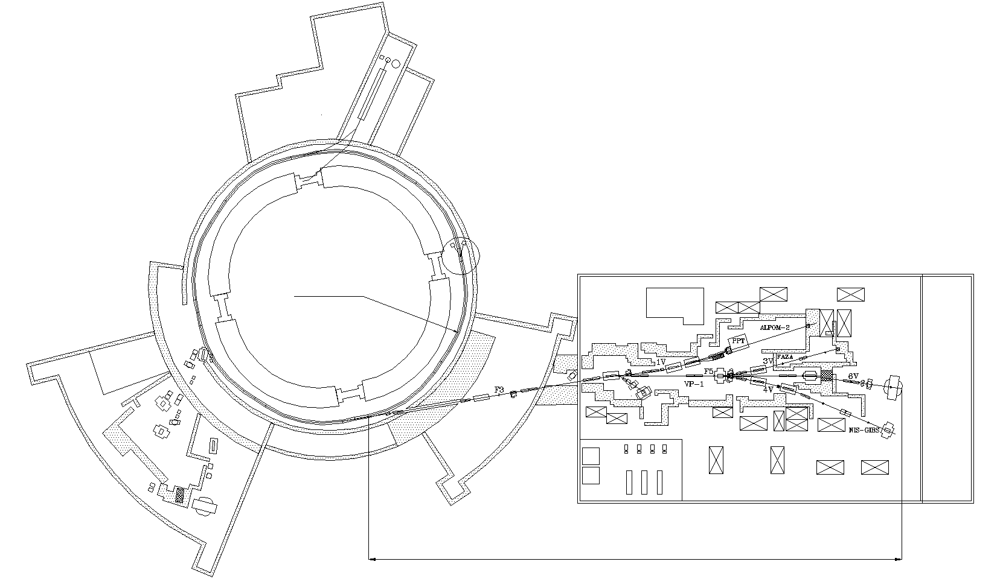 ALPOM-2
PPT
FAZA
1V
3V
F5
6V
VP-1
F3
4V
NIS-GIBS